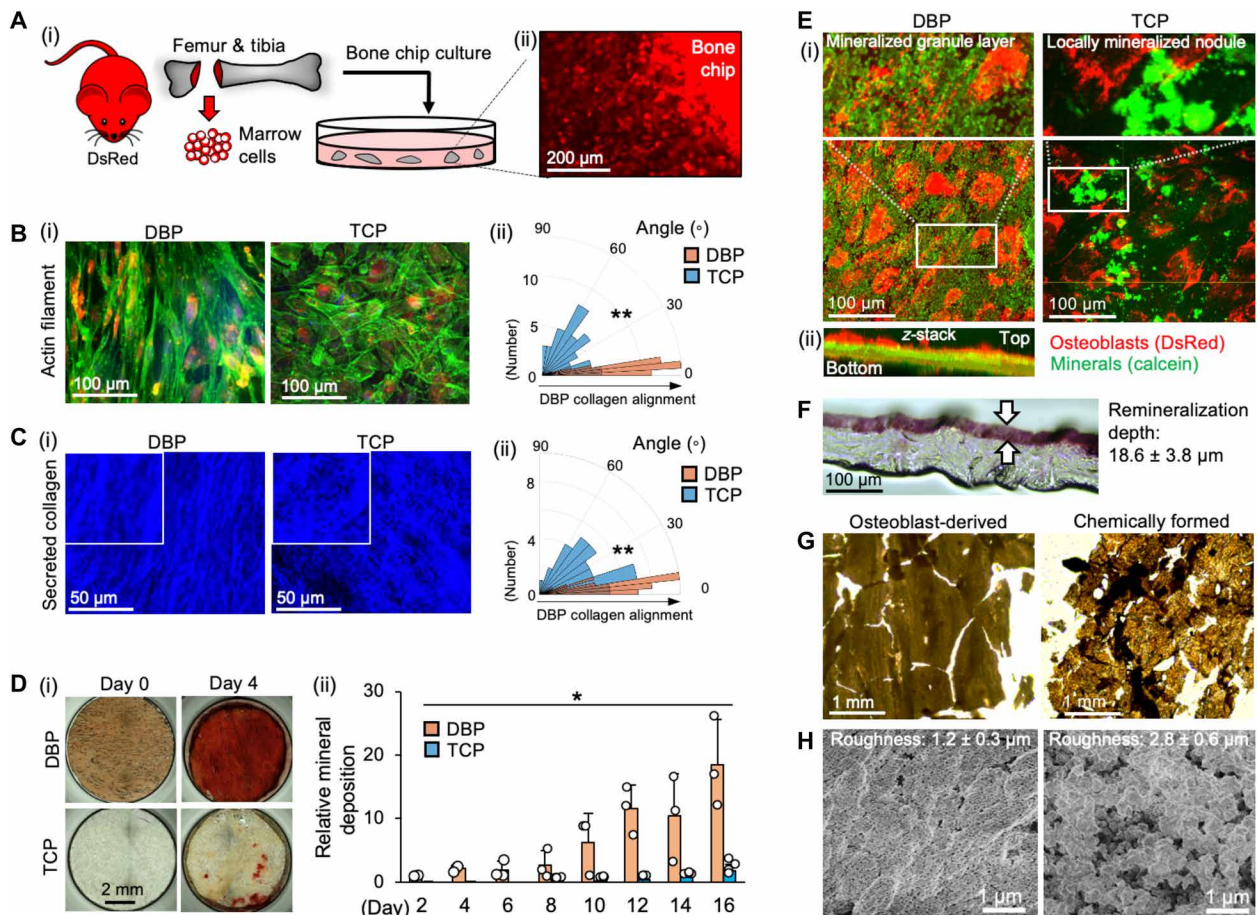 A
(i)
Femur & tibia
Bone chip culture
DsRed
Marrow
cells
(ii)
Bone
chip
200 µm
B
(i)
DBP
TCP
Actin filament
100 µm
100 µm
(ii)
Angle (◦)
DBP
TCP
90
60
30
0
10
5
0
(Number)
**
DBP collagen alignment
C
(i)
DBP
TCP
Secreted collagen
50 µm
50 µm
(ii)
Angle (◦)
DBP
TCP
90
60
30
0
8
4
0
(Number)
**
DBP collagen alignment
D
(i)
Day 0
Day 4
DBP
TCP
2 mm
(ii)
Relative mineral
deposition
30
20
10
0
*
DBP
TCP
(Day) 2 4 6 8 10 12 14 16
E
DBP
TCP
(i)
Mineralized granule layer
Locally mineralized nodule
100 µm
100 µm
(ii)
z-stack
Top
Bottom
Osteoblasts (DsRed)
Minerals (calcein)
F
100 µm
Remineralization
depth:
18.6 ± 3.8 µm
Osteoblast-derived
Chemically formed
G
1 mm
1 mm
H
Roughness: 1.2 ± 0.3 µm
Roughness: 2.8 ± 0.6 µm
1 µm
1 µm